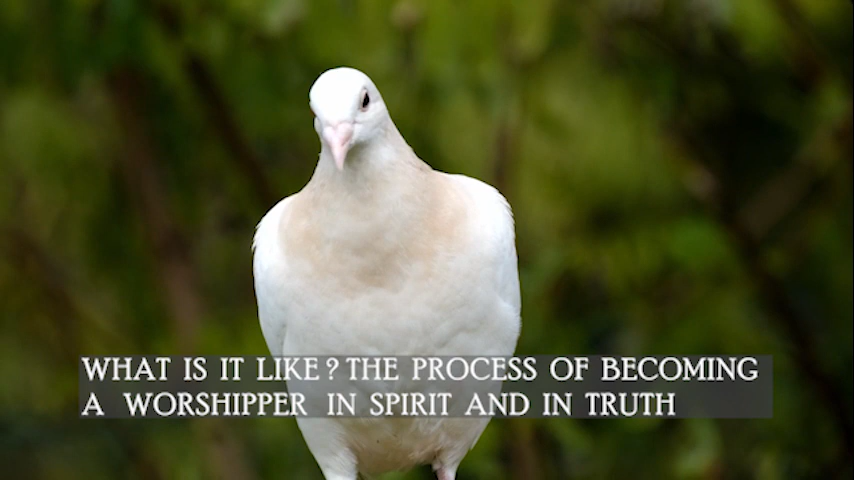 WHAT IS IT LIKE? THE PROCESS OF BECOMING
A WORSHIPPER IN SPIRIT AND IN TRUTH